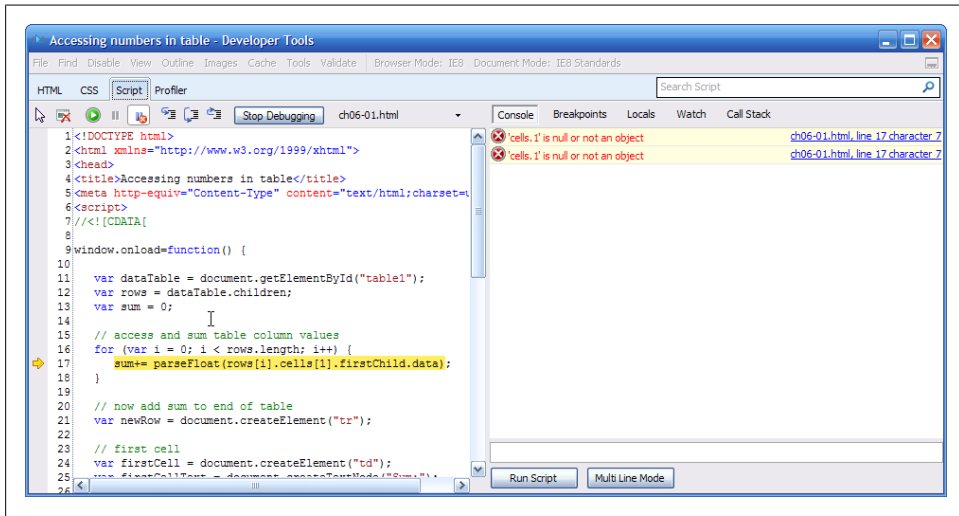 Accessing numbers in table - Developer Tools
File Find Disable View Outline Images Cache Tools Validate Browser Mode: IE8 Document Mode: IE8 Standards
HTML CSS Script Profiler Search Script
Stop Debugging ch06-01.html Console Breakpoints Locals Watch Call Stack
1 <!DOCTYPE html>
2 <html xmlns="http://www.w3.org/1999/xhtml">
3 <head>
4 <title>Accessing numbers in table</title>
5 <meta http-equiv="Content-Type" content="text/html;charset=u
6 <script>
7 //<![CDATA[
8
9 window.onload=function() {
10
11 var dataTable = document.getElementById("table1");
12 var rows = dataTable.children;
13 var sum = 0;
14
15 // access and sum table column values
16 for (var i = 0; i < rows.length; i++) {
17 sum+= parseFloat(rows[i].cells[1].firstChild.data);
18 }
19
20 // now add sum to end of table
21 var newRow = document.createElement("tr");
22
23 // first cell
24 var firstCell = document.createElement("td");
25 var firstCellText = document.createTextNode("Sum:");
26
'cells.1' is null or not an object ch06-01.html, line 17 character 7
'cells.1' is null or not an object ch06-01.html, line 17 character 7
Run Script Multi Line Mode